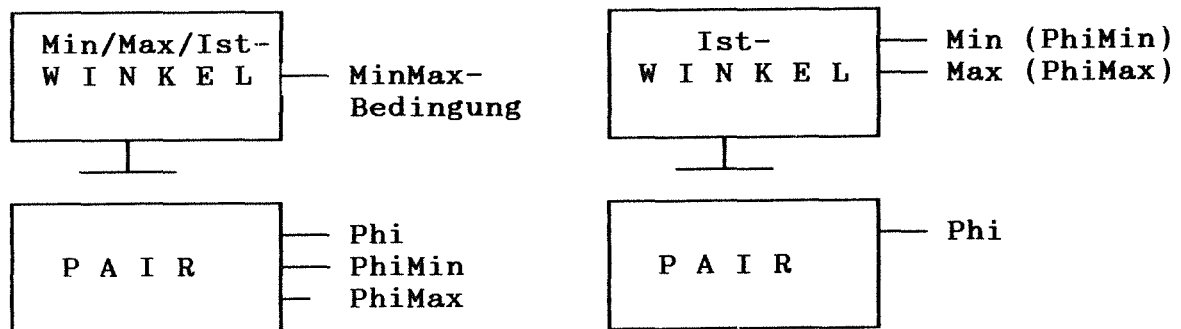 Min/Max/Ist-
W I N K E L
MinMax-
Bedingung
P A I R
Phi
PhiMin
PhiMax
Ist-
W I N K E L
Min (PhiMin)
Max (PhiMax)
P A I R
Phi